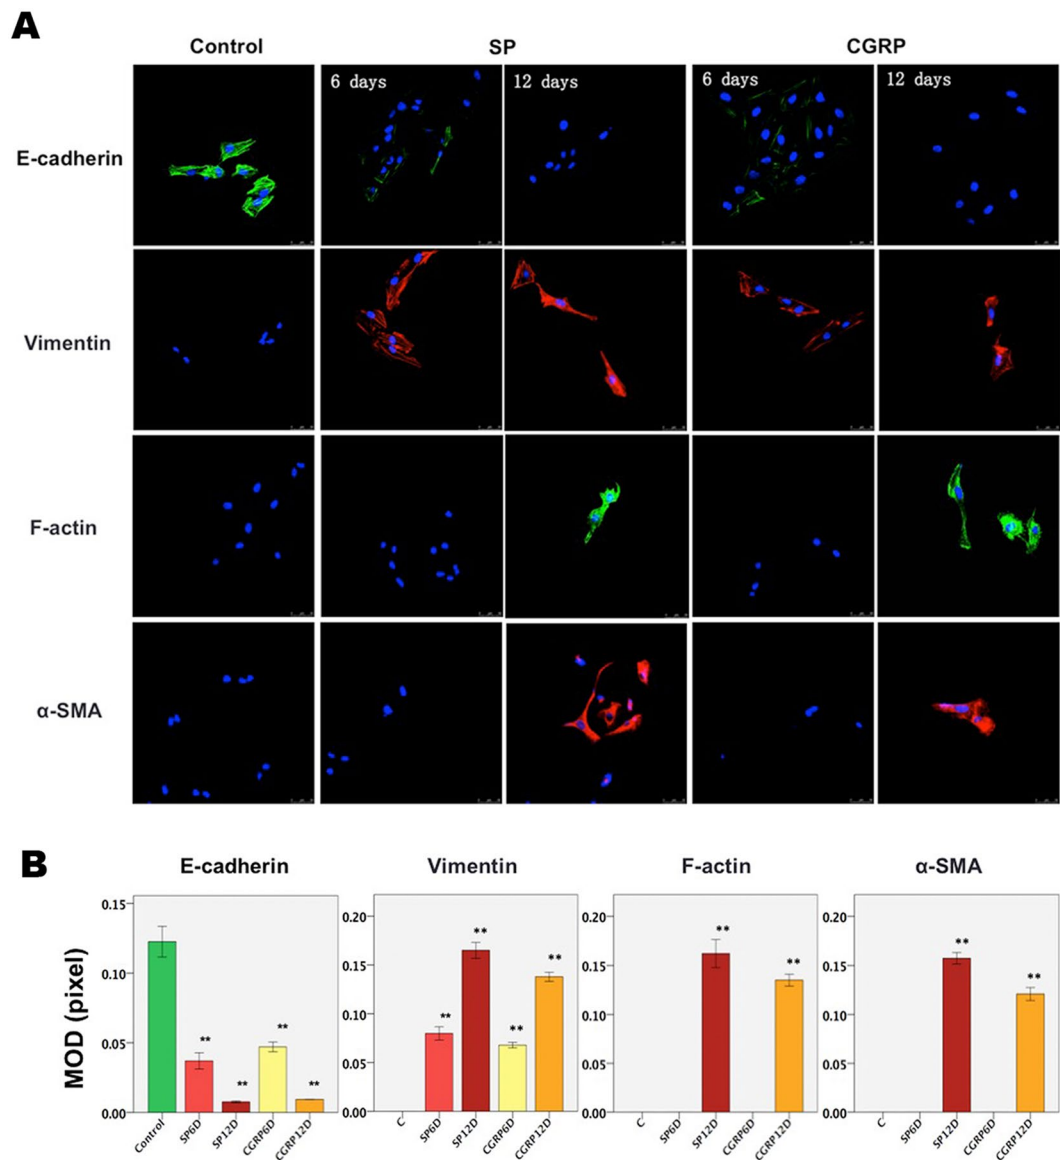 A
Control SP CGRP
6 days 12 days 6 days 12 days
E-cadherin
Vimentin
F-actin
α-SMA
B
E-cadherin Vimentin F-actin α-SMA
MOD (pixel)
0.15
0.10
0.05
0.00
** ** ** **
Control SP6D SP12D CGRP6D CGRP12D
0.20
0.15
0.10
0.05
0.00
** ** ** **
C SP6D SP12D CGRP6D CGRP12D
0.20
0.15
0.10
0.05
0.00
** **
C SP6D SP12D CGRP6D CGRP12D
0.20
0.15
0.10
0.05
0.00
** **
C SP6D SP12D CGRP6D CGRP12D